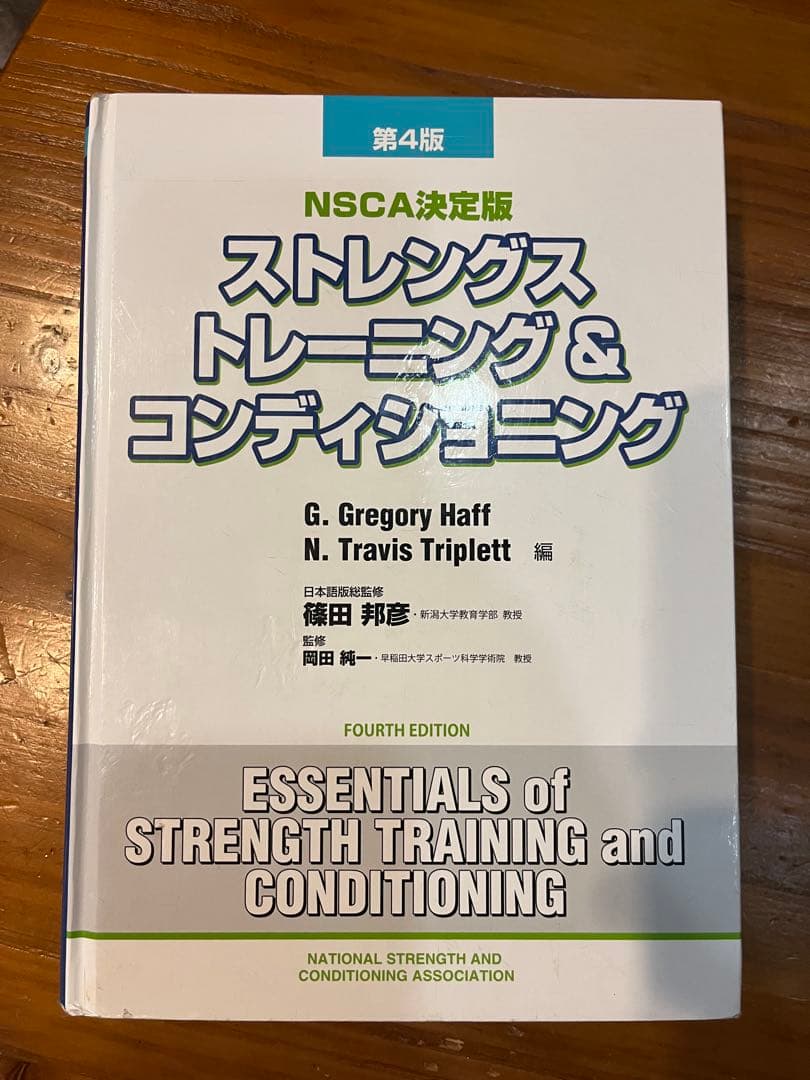 第4版
NSCA決定版
ストレングス
トレーニング&
コンディショニング
G. Gregory Haff
N. Travis Triplett 編
日本語版総監修
篠田 邦彦・新潟大学教育学部 教授
監修
岡田 純一・早稲田大学スポーツ科学学術院 教授
FOURTH EDITION
ESSENTIALS of
STRENGTH TRAINING and
CONDITIONING
NATIONAL STRENGTH AND
CONDITIONING ASSOCIATION